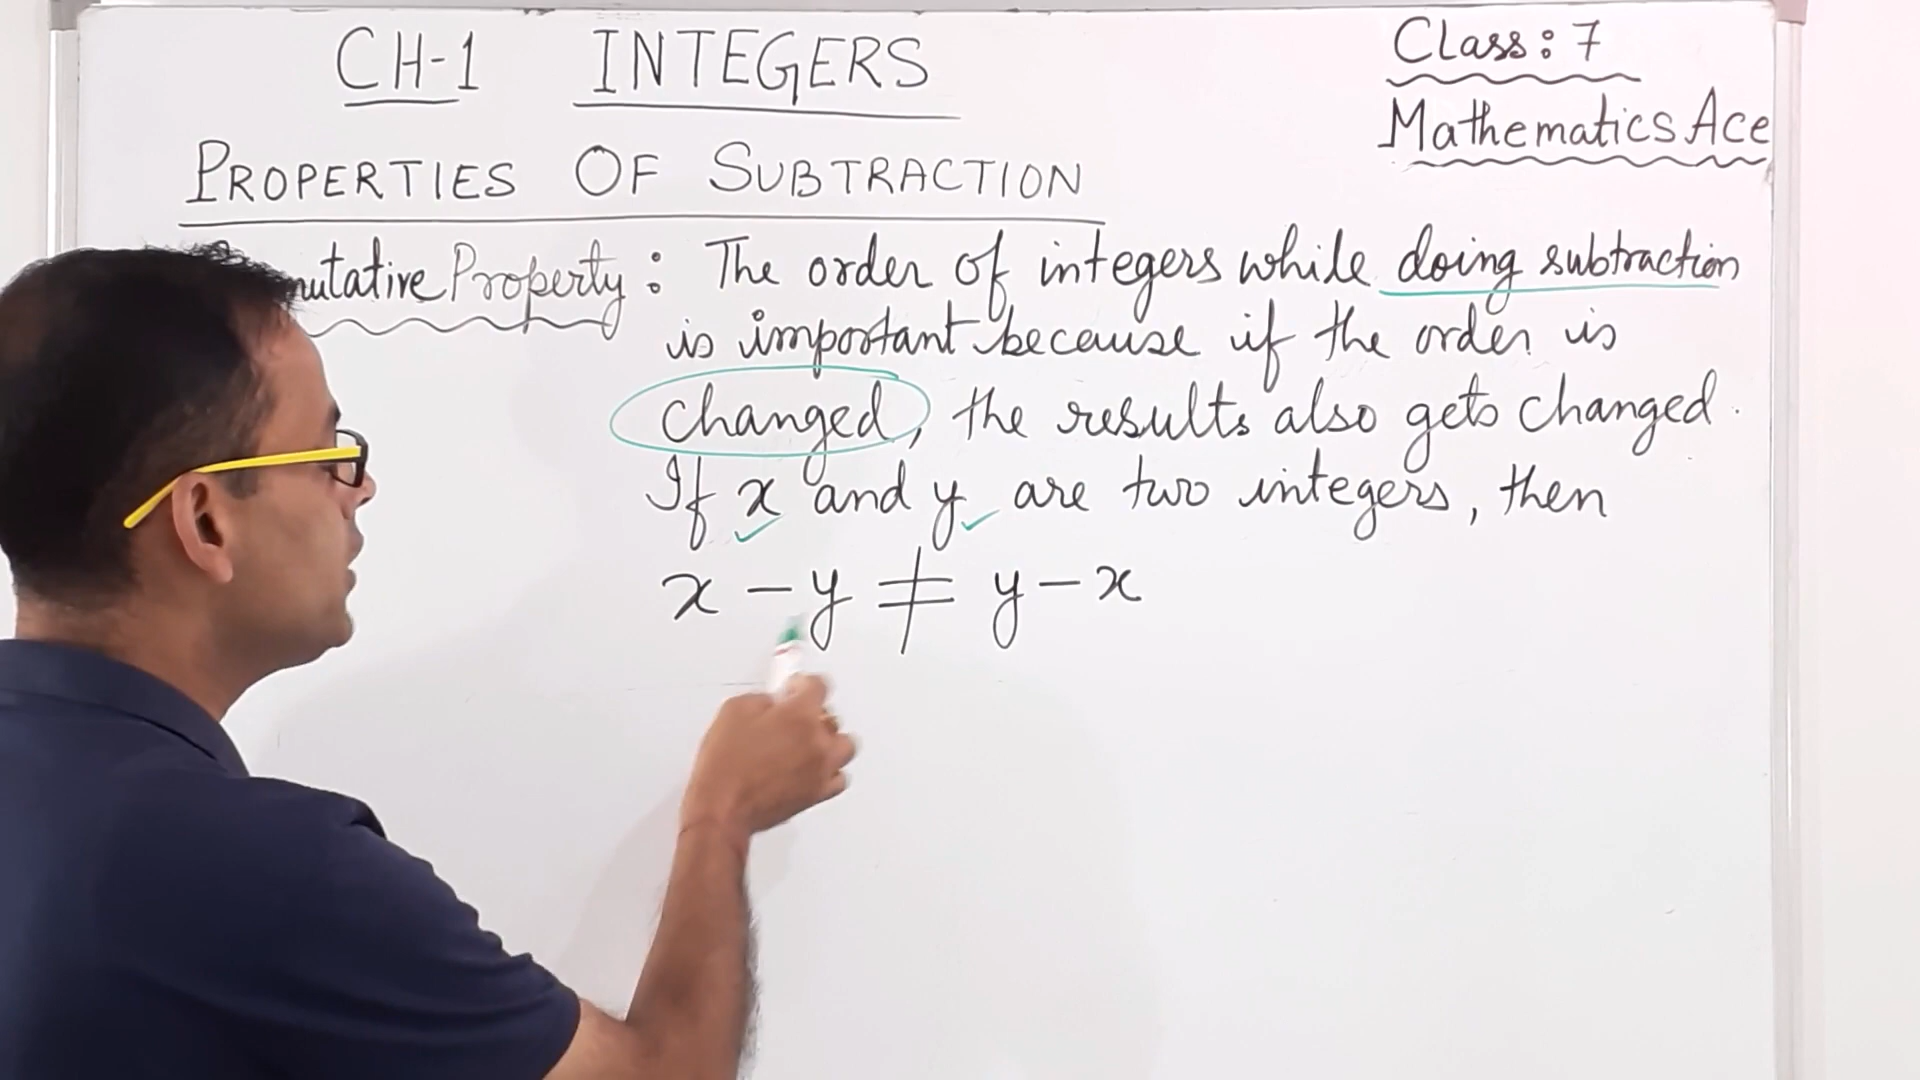 CH-1 INTEGERS
Class: 7
Mathematics Ace
PROPERTIES OF SUBTRACTION
Property: The order of integers while doing subtraction
is important because if the order is
changed, the results also gets changed.
If x and y are two integers, then
x - y ≠ y - x